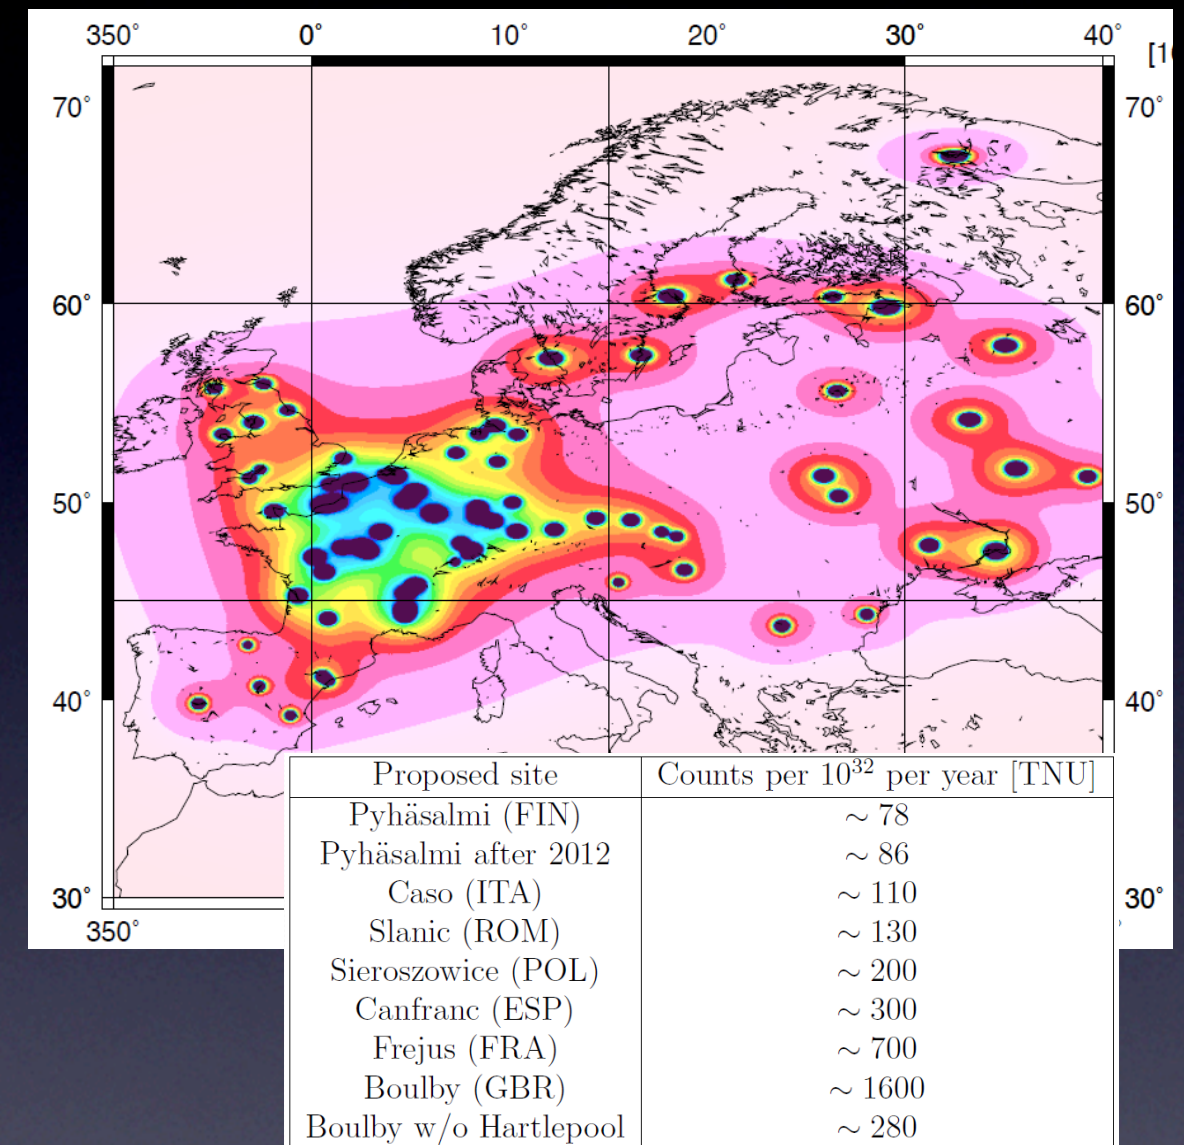 350° 0° 10° 20° 30° 40°
[10
70° 70°
60° 60°
50° 50°
40° 40°
30° 30°
350°
Proposed site Counts per 10³² per year [TNU]
Pyhäsalmi (FIN) ~ 78
Pyhäsalmi after 2012 ~ 86
Caso (ITA) ~ 110
Slanic (ROM) ~ 130
Sieroszowice (POL) ~ 200
Canfranc (ESP) ~ 300
Frejus (FRA) ~ 700
Boulby (GBR) ~ 1600
Boulby w/o Hartlepool ~ 280